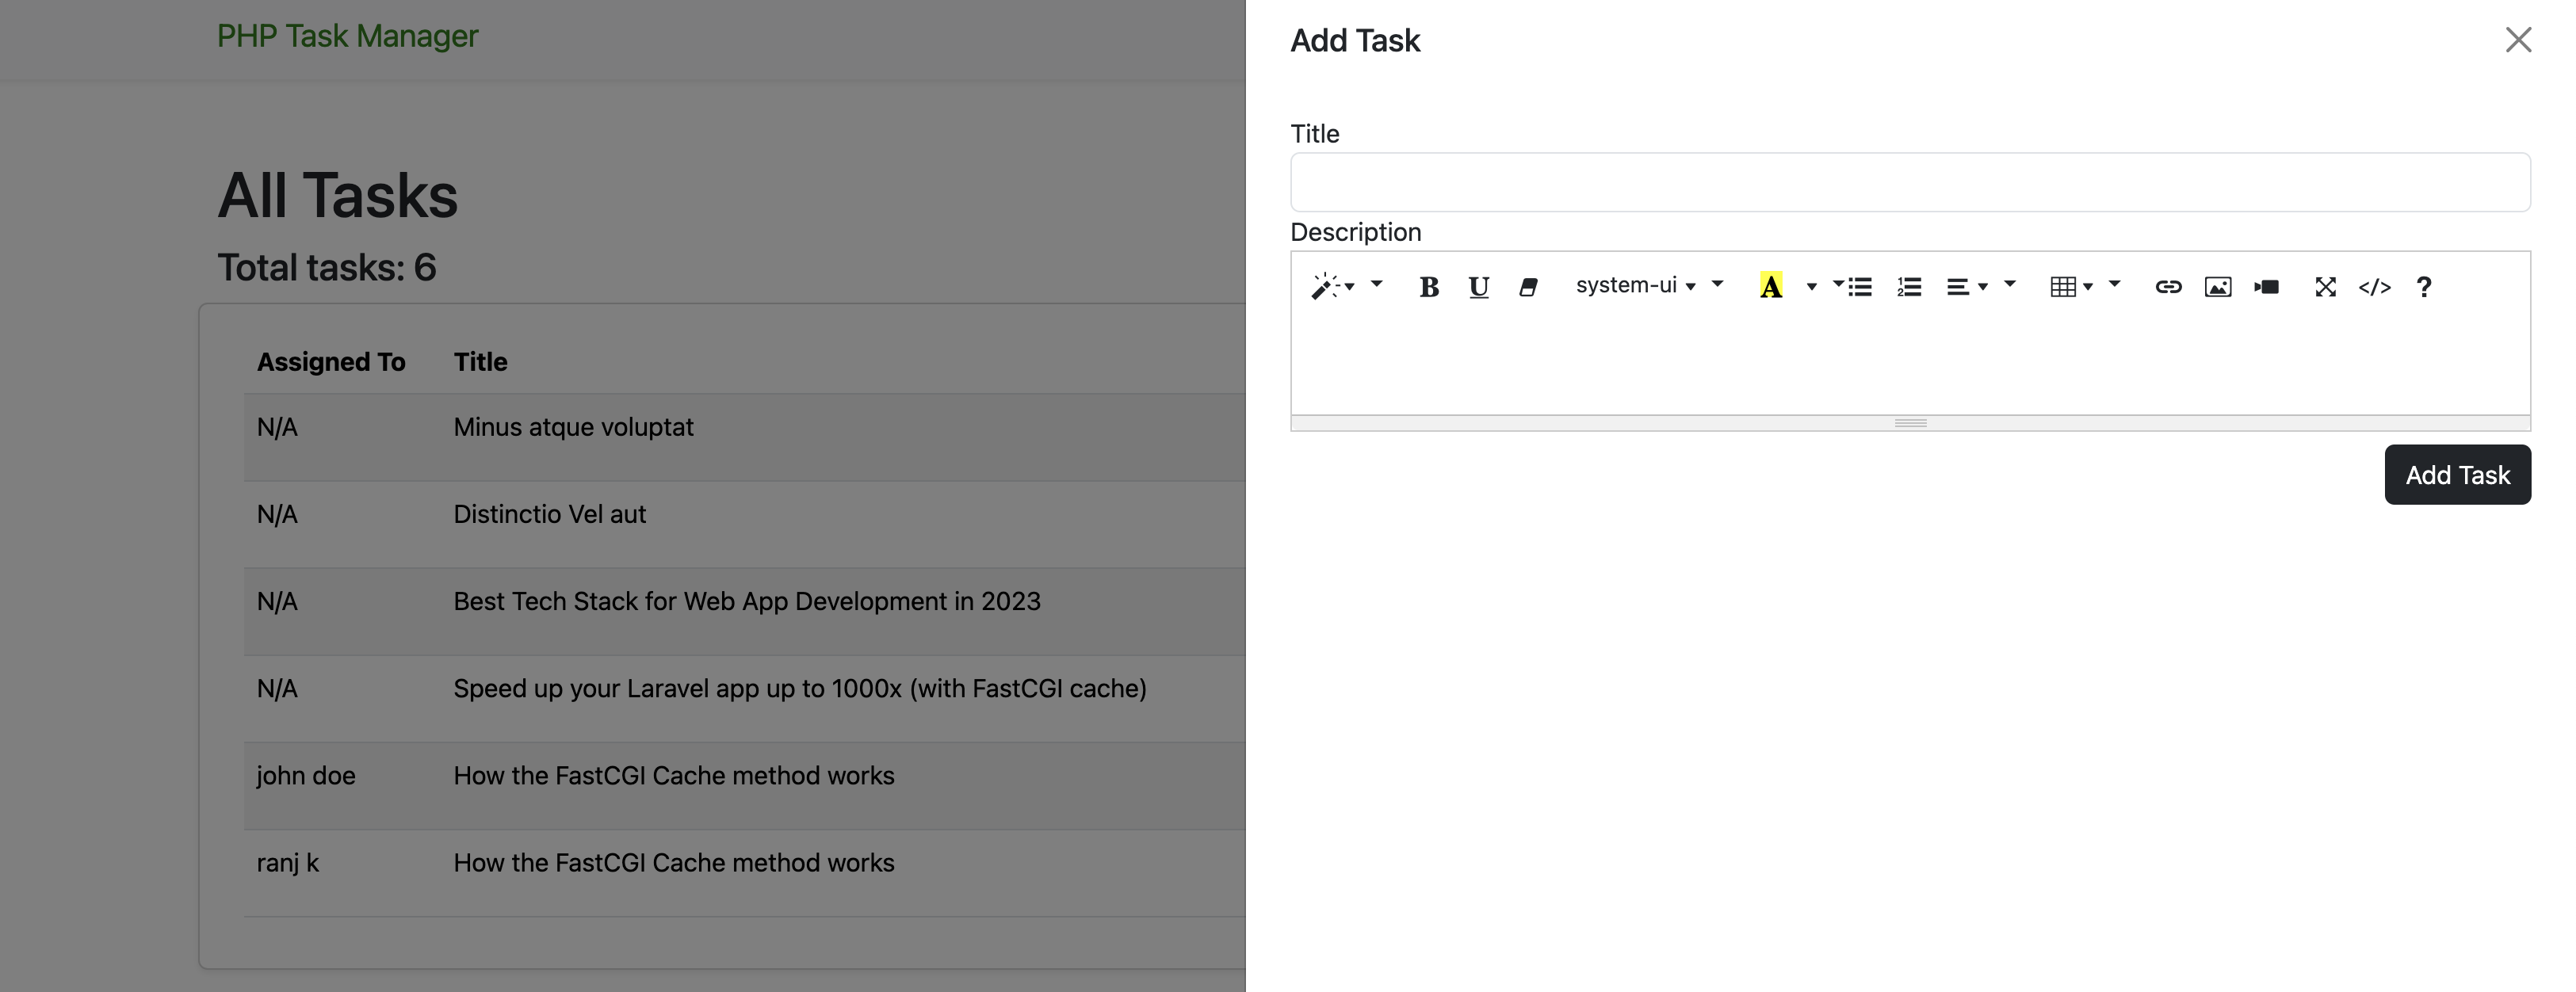 PHP Task Manager
All Tasks
Total tasks: 6
Assigned To Title
N/A Minus atque voluptat
N/A Distinctio Vel aut
N/A Best Tech Stack for Web App Development in 2023
N/A Speed up your Laravel app up to 1000x (with FastCGI cache)
john doe How the FastCGI Cache method works
ranj k How the FastCGI Cache method works
Add Task
Title
Description
B U system-ui A </> ?
Add Task